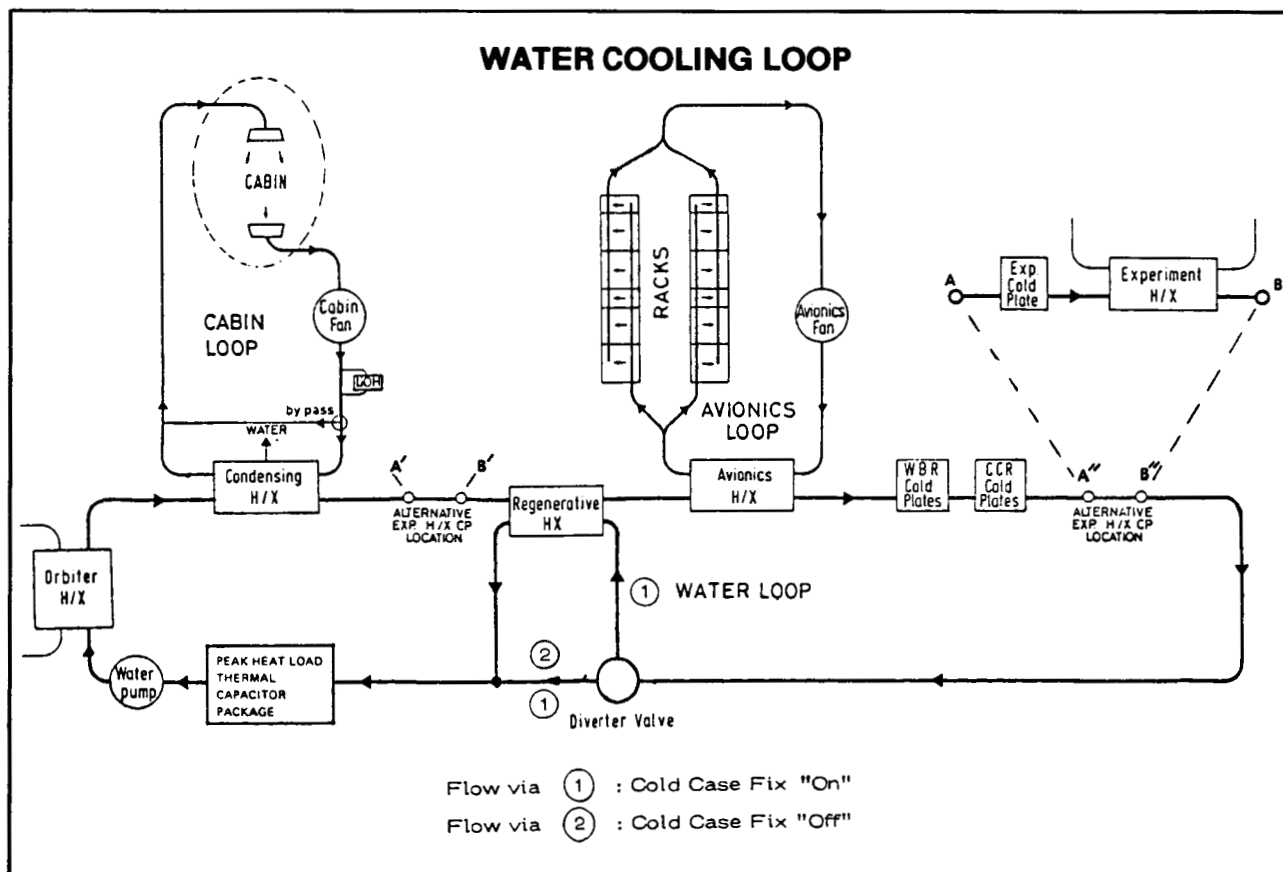 WATER COOLING LOOP
CABIN
CABIN
LOOP
Cabin
Fan
LiOH
by pass
WATER
Condensing
H/X
RACKS
Avionics
Fan
AVIONICS
LOOP
Avionics
H/X
A
Exp.
Cold
Plate
Experiment
H/X
B
A'
B'
ALTERNATIVE
EXP. H/X CP
LOCATION
Regenerative
HX
WBR
Cold
Plates
CCR
Cold
Plates
A"
B"
ALTERNATIVE
EXP. H/X CP
LOCATION
Orbiter
H/X
1 WATER LOOP
Water
pump
PEAK HEAT LOAD
THERMAL
CAPACITOR
PACKAGE
2
1
Diverter Valve
Flow via 1 : Cold Case Fix "On"
Flow via 2 : Cold Case Fix "Off"